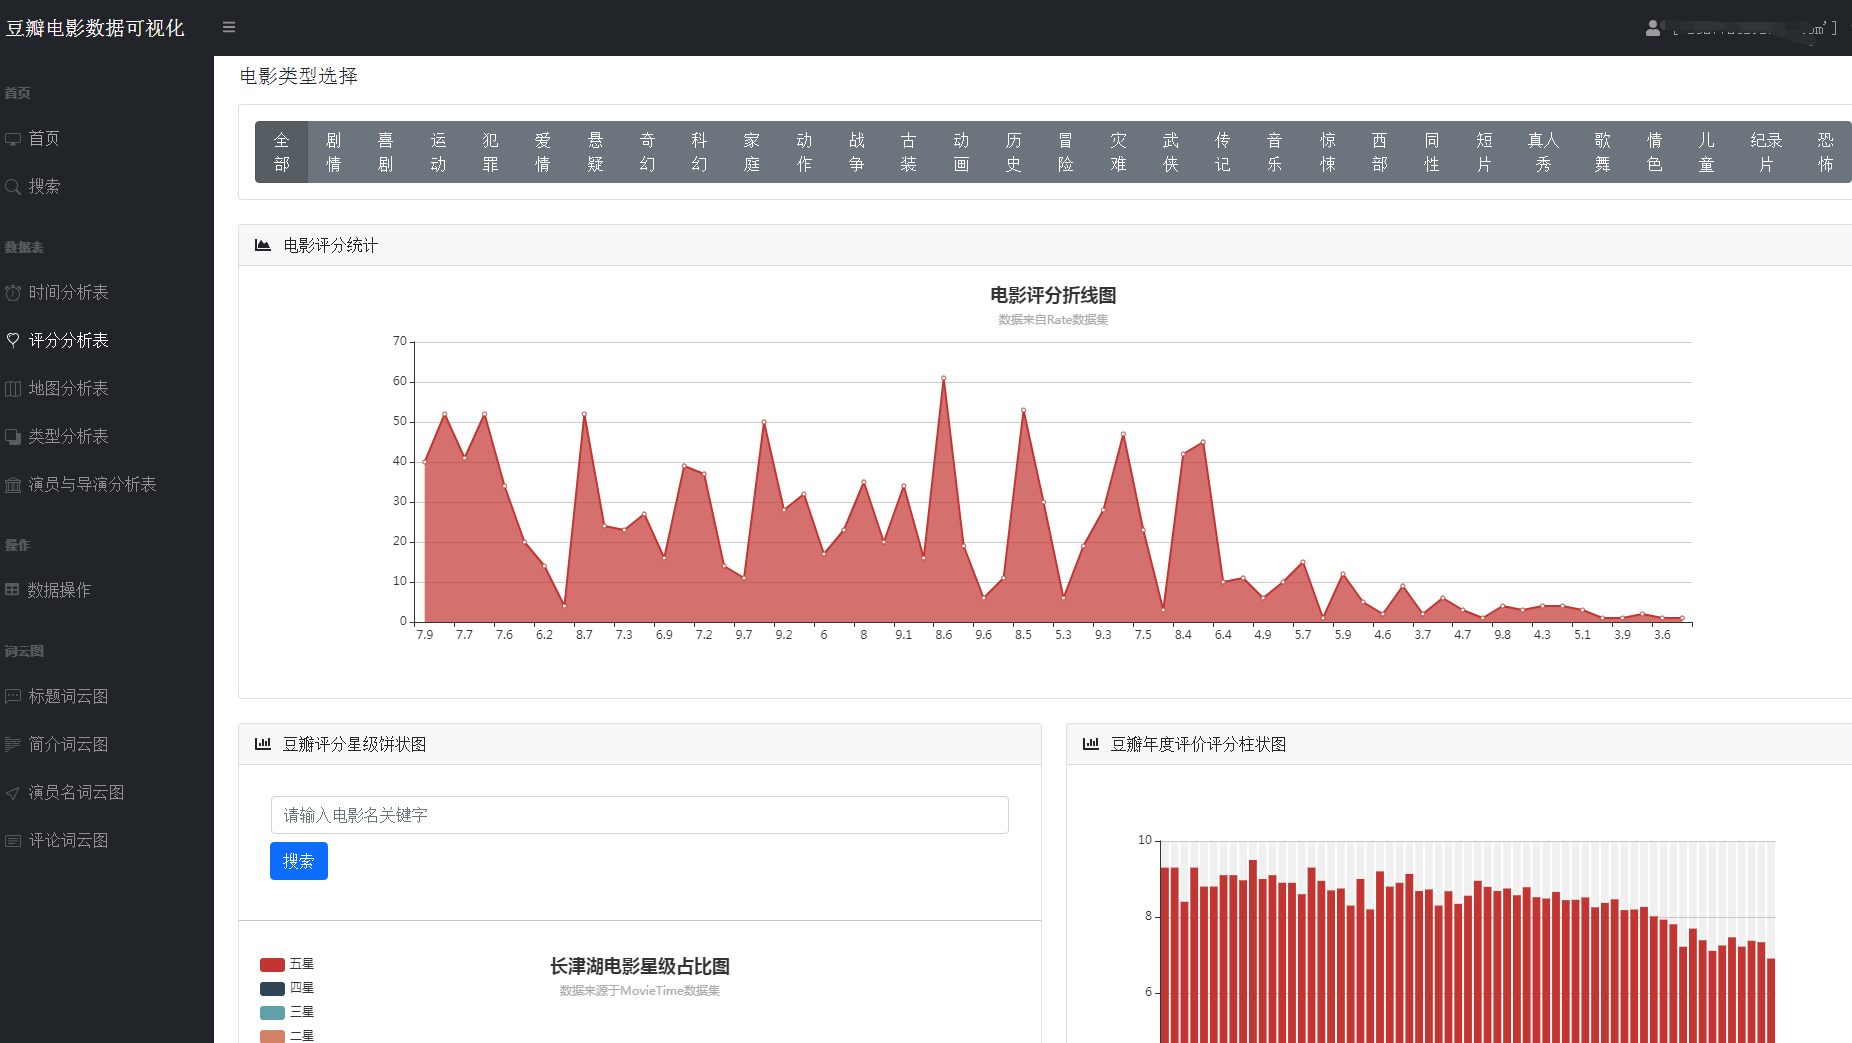 豆瓣电影数据可视化
首页
首页
搜索
数据表
时间分析表
评分分析表
地图分析表
类型分析表
演员与导演分析表
操作
数据操作
词云图
标题词云图
简介词云图
演员名词云图
评论词云图
电影类型选择
全部 剧情 喜剧 运动 犯罪 爱情 悬疑 奇幻 科幻 家庭 动作 战争 古装 动画 历史 冒险 灾难 武侠 传记 音乐 惊悚 西部 同性 短片 真人秀 歌舞 情色 儿童 纪录片 恐怖
电影评分统计
电影评分折线图
数据来自Rate数据集
70
60
50
40
30
20
10
0
7.9 7.7 7.6 6.2 8.7 7.3 6.9 7.2 9.7 9.2 6 8 9.1 8.6 9.6 8.5 5.3 9.3 7.5 8.4 6.4 4.9 5.7 5.9 4.6 3.7 4.7 9.8 4.3 5.1 3.9 3.6
豆瓣评分星级饼状图
请输入电影名关键字
搜索
五星
四星
三星
二星
长津湖电影星级占比图
数据来源于MovieTime数据集
豆瓣年度评价评分柱状图
10
8
6